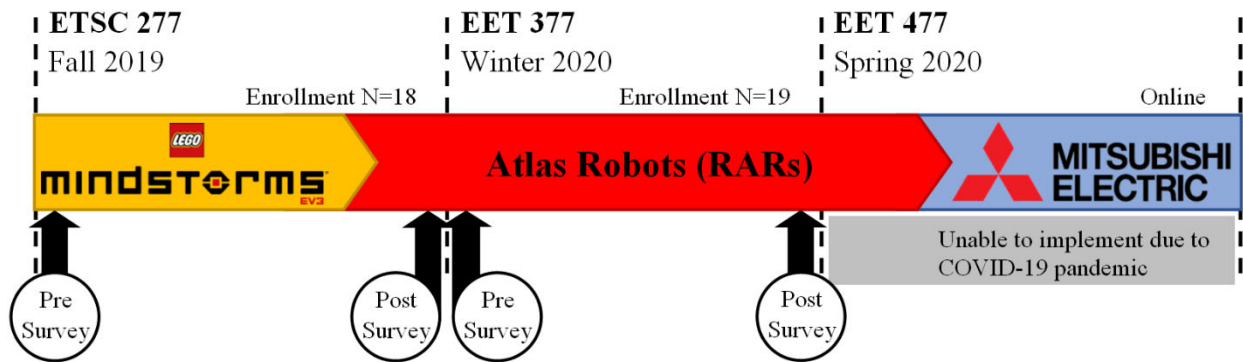 ETSC 277
Fall 2019
Enrollment N=18
EET 377
Winter 2020
Enrollment N=19
EET 477
Spring 2020
Online
LEGO
mindstorms
EV3
Atlas Robots (RARs)
MITSUBISHI
ELECTRIC
Unable to implement due to
COVID-19 pandemic
Pre
Survey
Post
Survey
Pre
Survey
Post
Survey